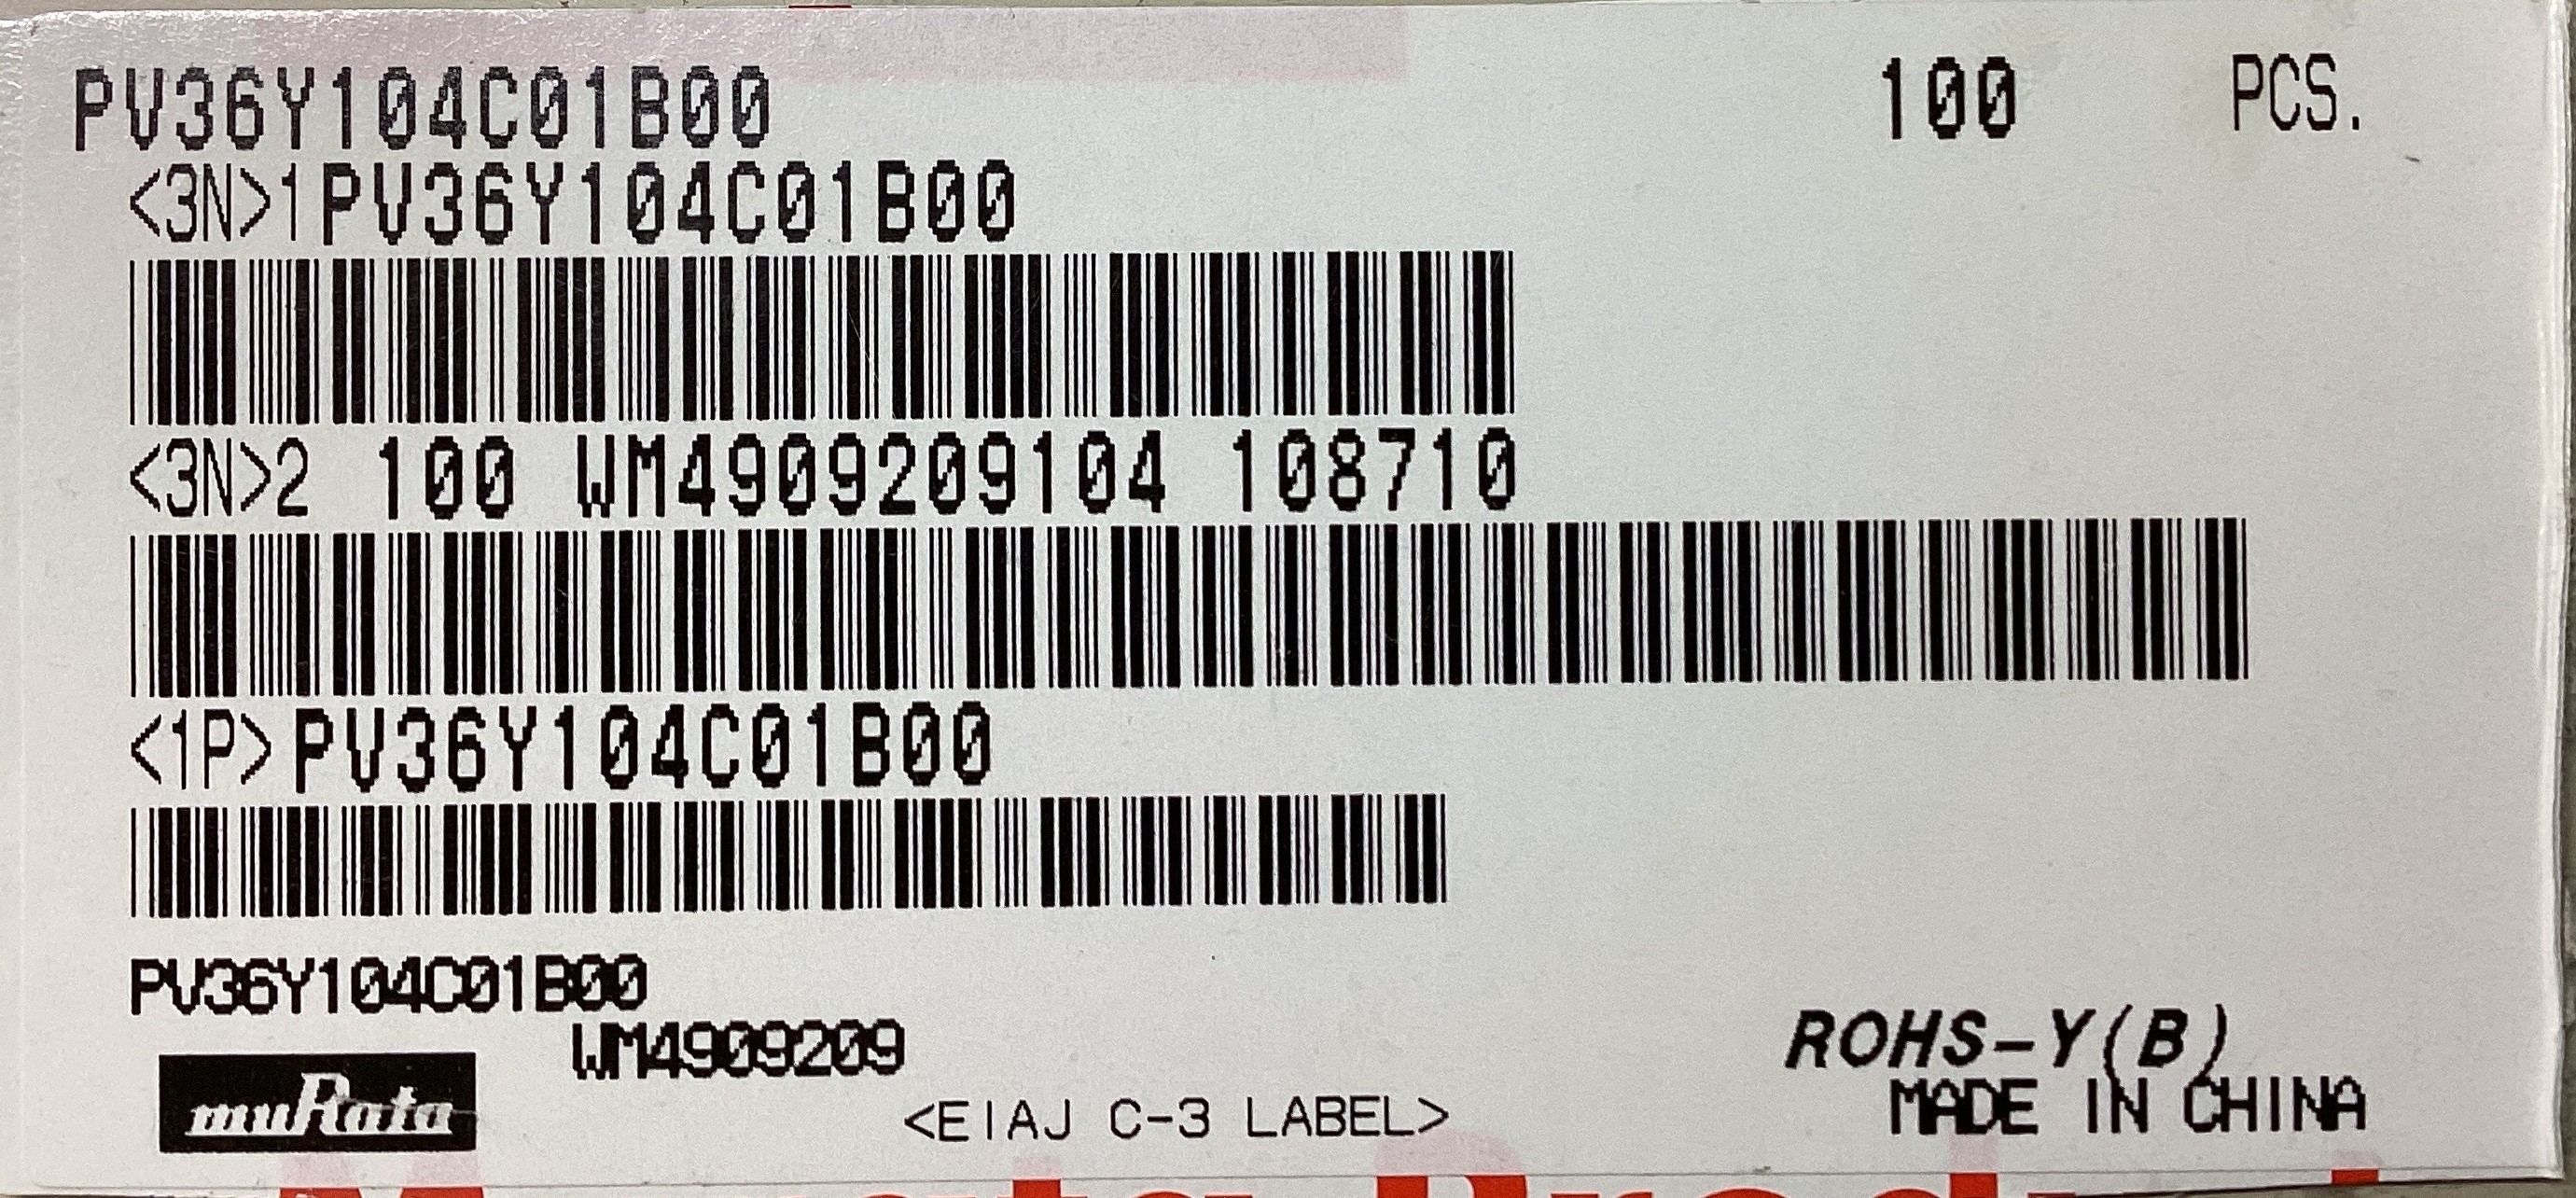 PV36Y104C01B00 100 PCS.
<3N>1PV36Y104C01B00
<3N>2 100 WM4909209104 108710
<1P>PV36Y104C01B00
PV36Y104C01B00
WM4909209
ROHS-Y(B)
muRata
<EIAJ C-3 LABEL>
MADE IN CHINA